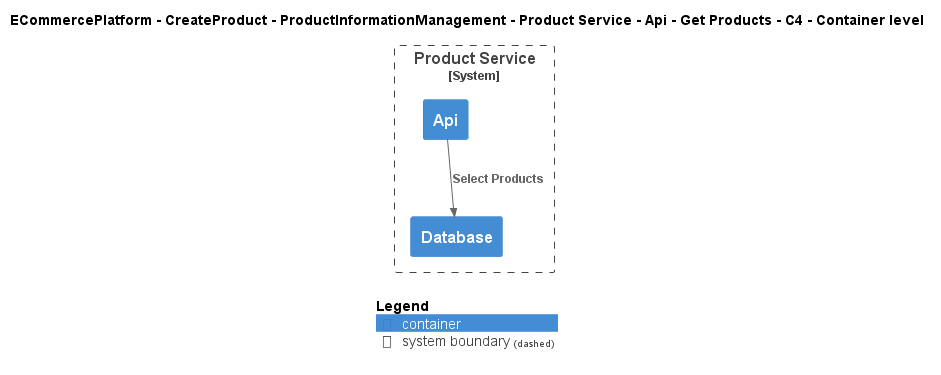 ECommercePlatform - CreateProduct - ProductInformationManagement - Product Service - Api - Get Products - C4 - Container level
Product Service
[System]
Api
Select Products
Database
Legend
container
system boundary (dashed)